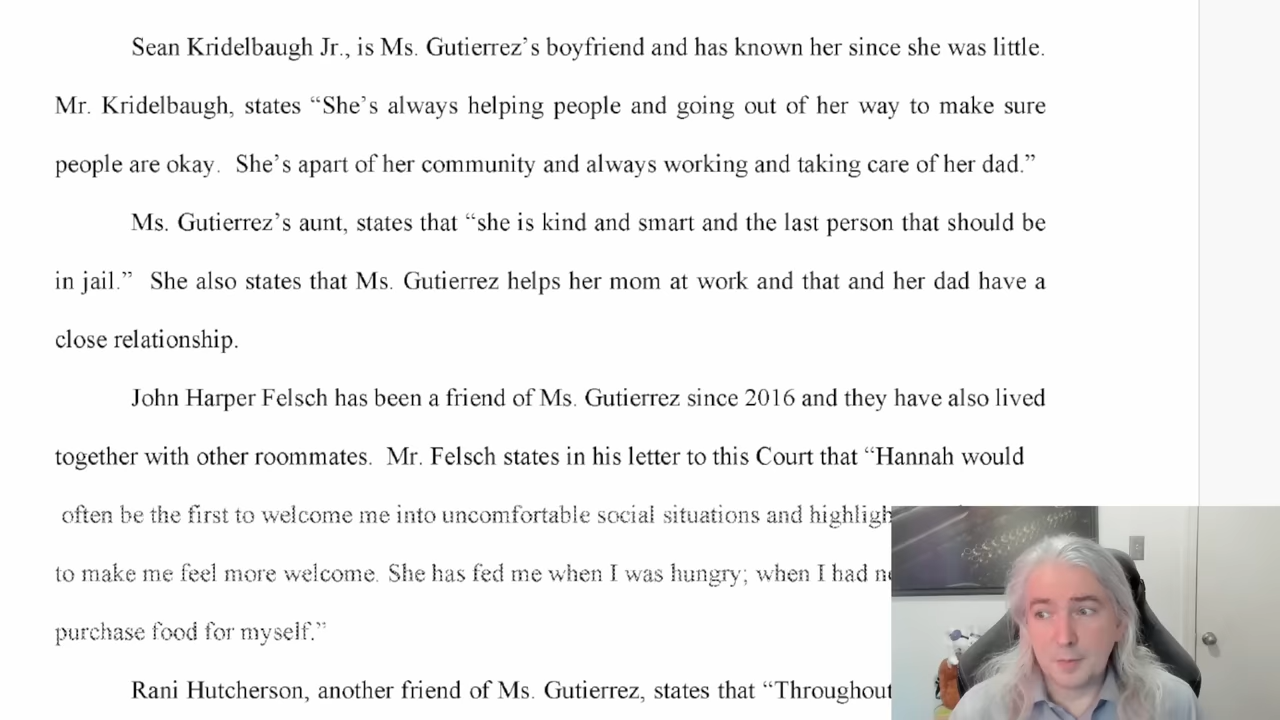 Sean Kridelbaugh Jr., is Ms. Gutierrez's boyfriend and has known her since she was little.
Mr. Kridelbaugh, states “She's always helping people and going out of her way to make sure
people are okay.  She's apart of her community and always working and taking care of her dad.”
Ms. Gutierrez's aunt, states that “she is kind and smart and the last person that should be
in jail.”  She also states that Ms. Gutierrez helps her mom at work and that and her dad have a
close relationship.
John Harper Felsch has been a friend of Ms. Gutierrez since 2016 and they have also lived
together with other roommates.  Mr. Felsch states in his letter to this Court that “Hannah would
often be the first to welcome me into uncomfortable social situations and
to make me feel more welcome. She has fed me when I was hungry; when I had
purchase food for myself.”
Rani Hutcherson, another friend of Ms. Gutierrez, states that “Throughout